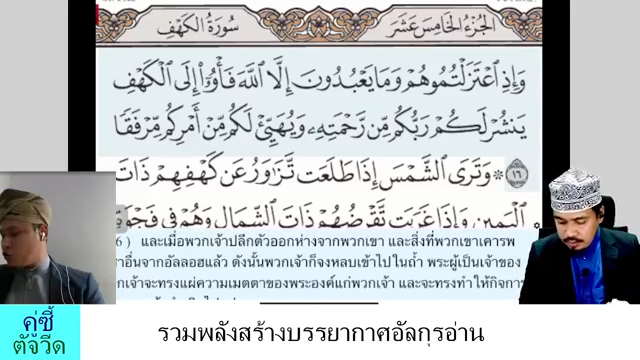 الجزء الخامس عشر
سورة الكهف
وَإِذِ اعْتَزَلْتُمُوهُمْ وَمَا يَعْبُدُونَ إِلَّا اللَّهَ فَأْوُوا إِلَى الْكَهْفِ
يَنشُرْ لَكُمْ رَبُّكُم مِّن رَّحْمَتِهِ وَيُهَيِّئْ لَكُم مِّنْ أَمْرِكُم مِّرْفَقًا
١٦ ۞ وَتَرَى الشَّمْسَ إِذَا طَلَعَت تَّزَاوَرُ عَن كَهْفِهِمْ ذَاتَ
الْيَمِينِ وَإِذَا غَرَبَت تَّقْرِضُهُمْ ذَاتَ الشِّمَالِ وَهُمْ فِي فَجْوَةٍ
6 ) และเมื่อพวกเจ้าปลีกตัวออกห่างจากพวกเขา และสิ่งที่พวกเขาเคารพ
อื่นจากอัลลอฮแล้ว ดังนั้นพวกเจ้าก็จงหลบเข้าไปในถ้ำ พระผู้เป็นเจ้าของ
กเจ้าจะทรงแผ่ความเมตตาของพระองค์แก่พวกเจ้า และจะทรงทำให้กิจการ
คู่ซี้
ตัจวีด
รวมพลังสร้างบรรยากาศอัลกุรอ่าน